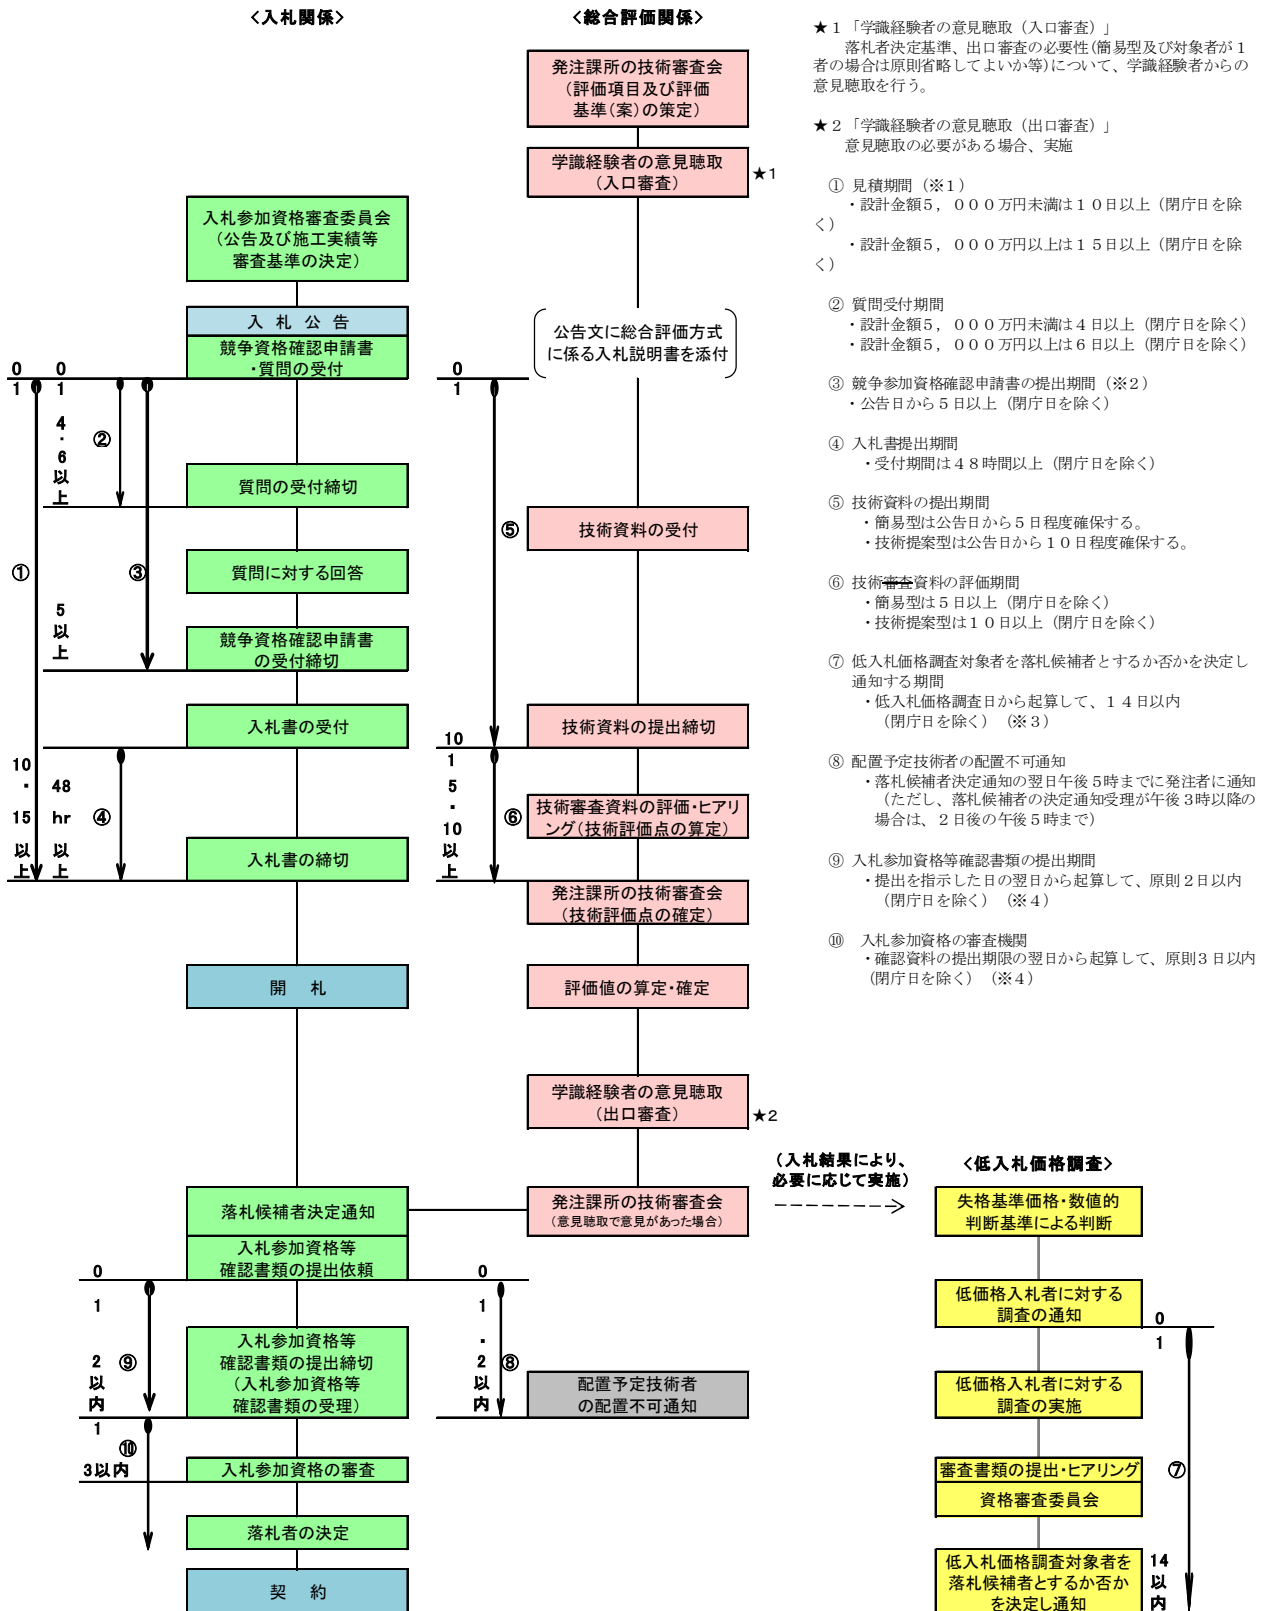 <入札関係>
<総合評価関係>
発注課所の技術審査会
(評価項目及び評価
基準(案)の策定)
学識経験者の意見聴取
(入口審査)
★1
入札参加資格審査委員会
(公告及び施工実績等
審査基準の決定)
入札公告
競争資格確認申請書
・質問の受付
公告文に総合評価方式
に係る入札説明書を添付
0
1
0
1
4
・
6
以
上
②
0
1
質問の受付締切
⑤
技術資料の受付
①
③
質問に対する回答
5
以
上
競争資格確認申請書
の受付締切
入札書の受付
技術資料の提出締切
10
1
5
・
10
以
上
⑥
10
・
15
以
上
48
hr
以
上
④
技術審査資料の評価・ヒアリ
ング(技術評価点の算定)
入札書の締切
発注課所の技術審査会
(技術評価点の確定)
開 札
評価値の算定・確定
学識経験者の意見聴取
(出口審査)
★2
落札候補者決定通知
発注課所の技術審査会
(意見聴取で意見があった場合)
(入札結果により、
必要に応じて実施)
入札参加資格等
確認書類の提出依頼
0
1
2
以
内
⑨
0
1
・
2
以
内
⑧
入札参加資格等
確認書類の提出締切
(入札参加資格等
確認書類の受理)
配置予定技術者
の配置不可通知
1
⑩
3以内
入札参加資格の審査
落札者の決定
契 約
<低入札価格調査>
失格基準価格・数値的
判断基準による判断
低価格入札者に対する
調査の通知
0
1
低価格入札者に対する
調査の実施
審査書類の提出・ヒアリング
資格審査委員会
⑦
低入札価格調査対象者を
落札候補者とするか否か
を決定し通知
14
以
内
★1「学識経験者の意見聴取(入口審査)」
落札者決定基準、出口審査の必要性(簡易型及び対象者が1
者の場合は原則省略してよいか等)について、学識経験者からの
意見聴取を行う。
★2「学識経験者の意見聴取(出口審査)」
意見聴取の必要がある場合、実施
① 見積期間(※1)
・設計金額5,000万円未満は10日以上(閉庁日を除
く)
・設計金額5,000万円以上は15日以上(閉庁日を除
く)
② 質問受付期間
・設計金額5,000万円未満は4日以上(閉庁日を除く)
・設計金額5,000万円以上は6日以上(閉庁日を除く)
③ 競争参加資格確認申請書の提出期間(※2)
・公告日から5日以上(閉庁日を除く)
④ 入札書提出期間
・受付期間は48時間以上(閉庁日を除く)
⑤ 技術資料の提出期間
・簡易型は公告日から5日程度確保する。
・技術提案型は公告日から10日程度確保する。
⑥ 技術審査資料の評価期間
・簡易型は5日以上(閉庁日を除く)
・技術提案型は10日以上(閉庁日を除く)
⑦ 低入札価格調査対象者を落札候補者とするか否かを決定し
通知する期間
・低入札価格調査日から起算して、14日以内
(閉庁日を除く)(※3)
⑧ 配置予定技術者の配置不可通知
・落札候補者決定通知の翌日午後5時までに発注者に通知
(ただし、落札候補者の決定通知受理が午後3時以降の
場合は、2日後の午後5時まで)
⑨ 入札参加資格等確認書類の提出期間
・提出を指示した日の翌日から起算して、原則2日以内
(閉庁日を除く)(※4)
⑩ 入札参加資格の審査機関
・確認資料の提出期限の翌日から起算して、原則3日以内
(閉庁日を除く)(※4)